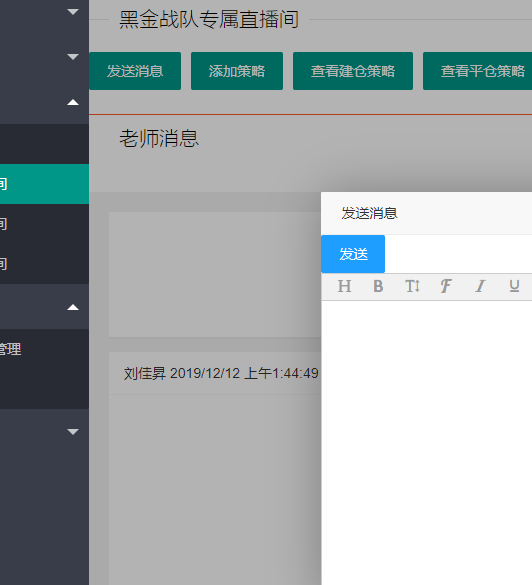 黑金战队专属直播间
发送消息 添加策略 查看建仓策略 查看平仓策略
老师消息
间
间
间
管理
发送消息
发送
H B T F I U
刘佳昇 2019/12/12 上午1:44:49